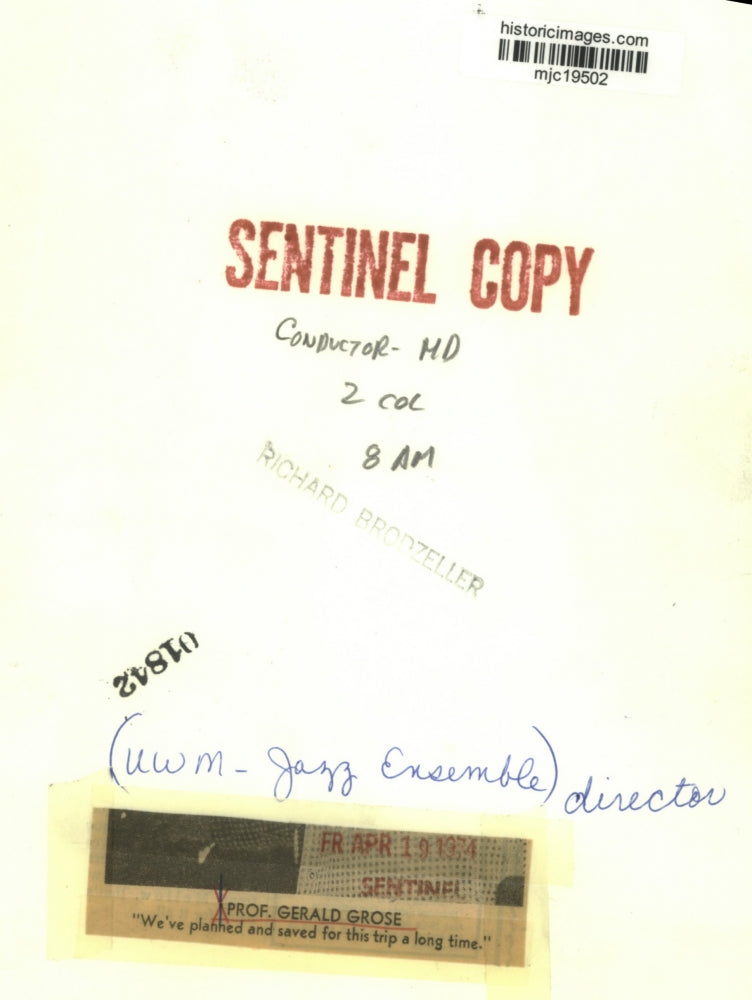 historicimages.com
mjc19502
SENTINEL COPY
CONDUCTOR- MD
2 COL
8 AM
RICHARD BRODZELLER
01842
(UWM - Jazz Ensemble) director
FR APR 19 1974
SENTINEL
PROF. GERALD GROSE
"We've planned and saved for this trip a long time."